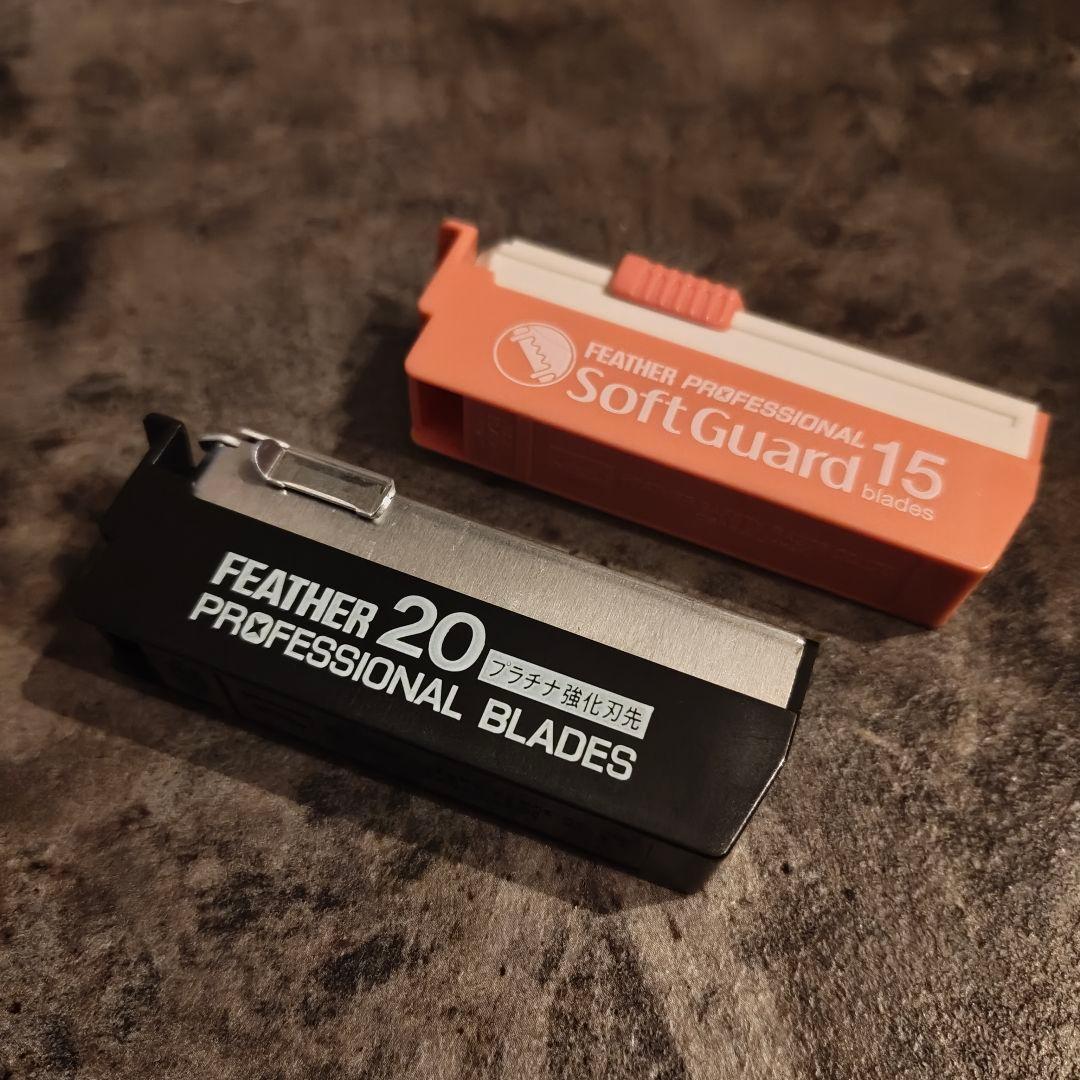 FEATHER PROFESSIONAL
Soft Guard 15
blades
FEATHER 20
プラチナ強化刃先
PROFESSIONAL BLADES